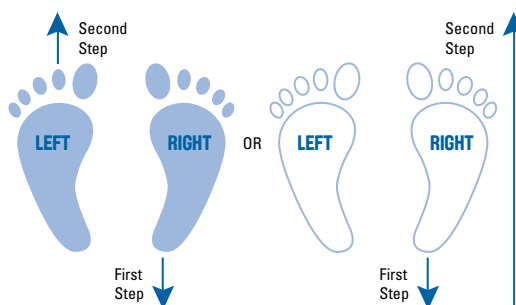 Second
Step
Second
Step
LEFT
RIGHT
OR
LEFT
RIGHT
First
Step
First
Step